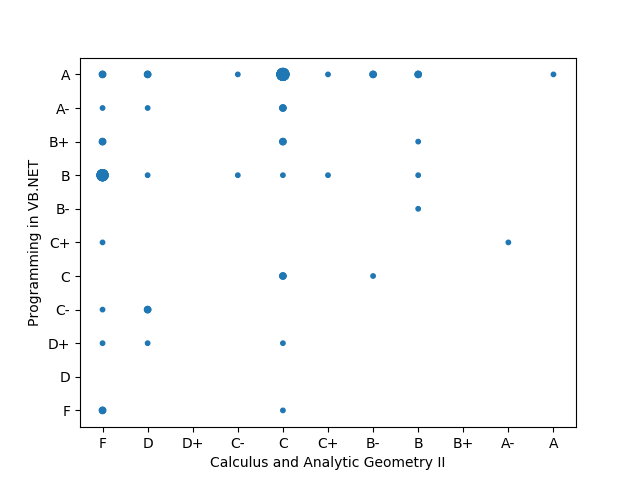 A
A-
B+
B
B-
C+
C
C-
D+
D
F
Programming in VB.NET
F D D+ C- C C+ B- B B+ A- A
Calculus and Analytic Geometry II